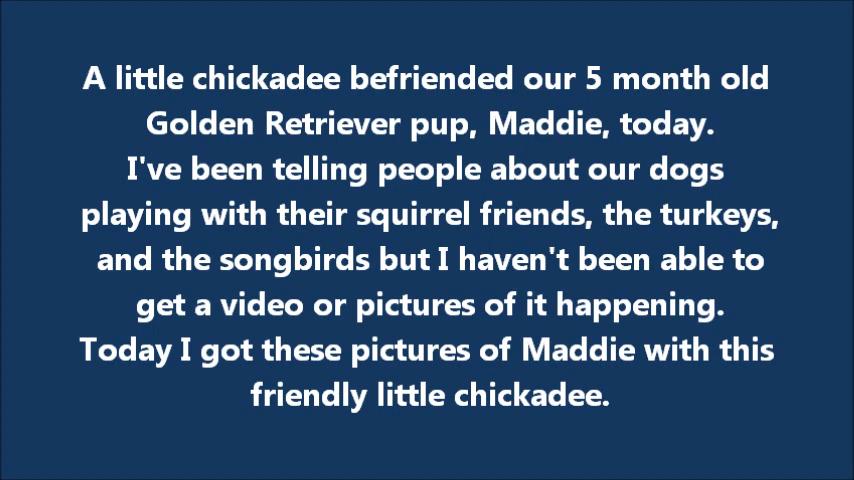 A little chickadee befriended our 5 month old
Golden Retriever pup, Maddie, today.
I've been telling people about our dogs
playing with their squirrel friends, the turkeys,
and the songbirds but I haven't been able to
get a video or pictures of it happening.
Today I got these pictures of Maddie with this
friendly little chickadee.